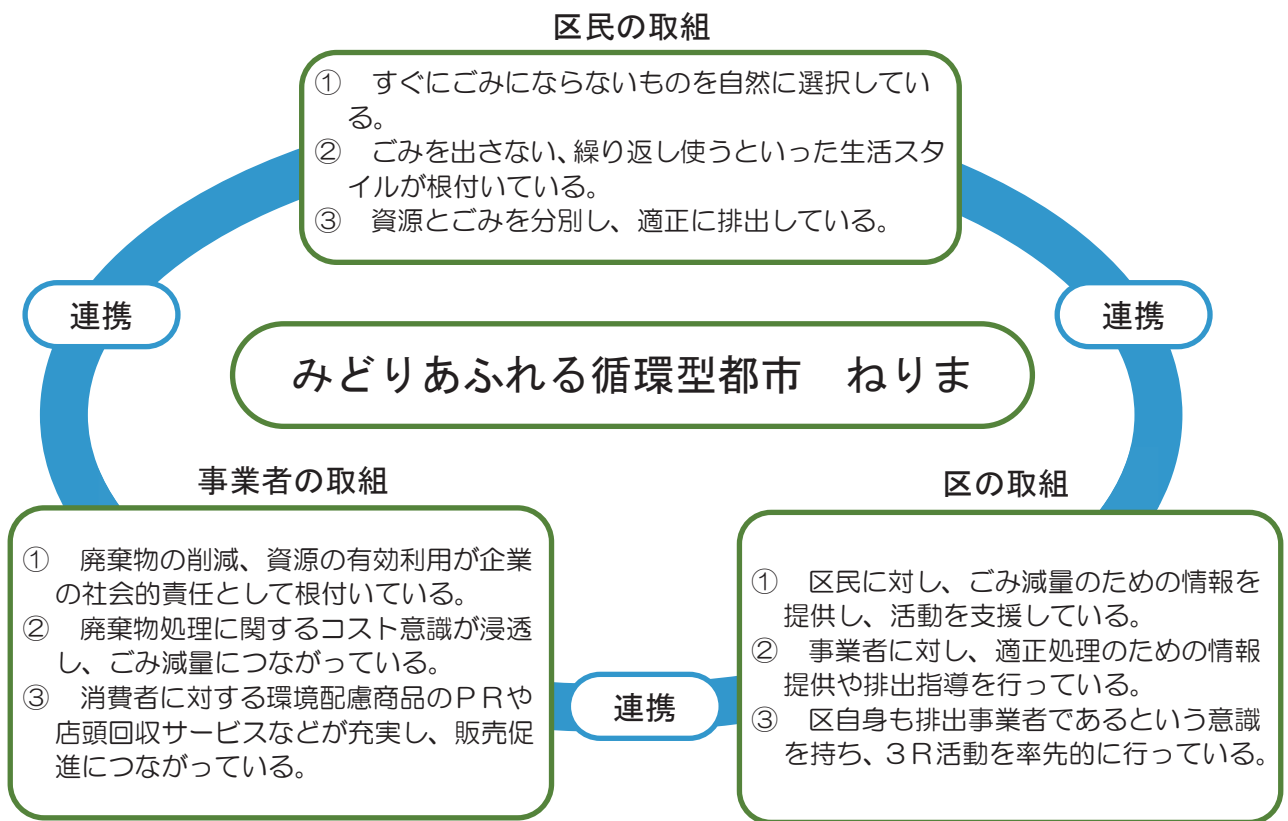 区民の取組
① すぐにごみにならないものを自然に選択してい
る。
② ごみを出さない、繰り返し使うといった生活スタ
イルが根付いている。
③ 資源とごみを分別し、適正に排出している。
連携
連携
みどりあふれる循環型都市 ねりま
事業者の取組
① 廃棄物の削減、資源の有効利用が企業
の社会的責任として根付いている。
② 廃棄物処理に関するコスト意識が浸透
し、ごみ減量につながっている。
③ 消費者に対する環境配慮商品のPRや
店頭回収サービスなどが充実し、販売促
進につながっている。
連携
区の取組
① 区民に対し、ごみ減量のための情報を
提供し、活動を支援している。
② 事業者に対し、適正処理のための情報
提供や排出指導を行っている。
③ 区自身も排出事業者であるという意識
を持ち、3R活動を率先的に行っている。